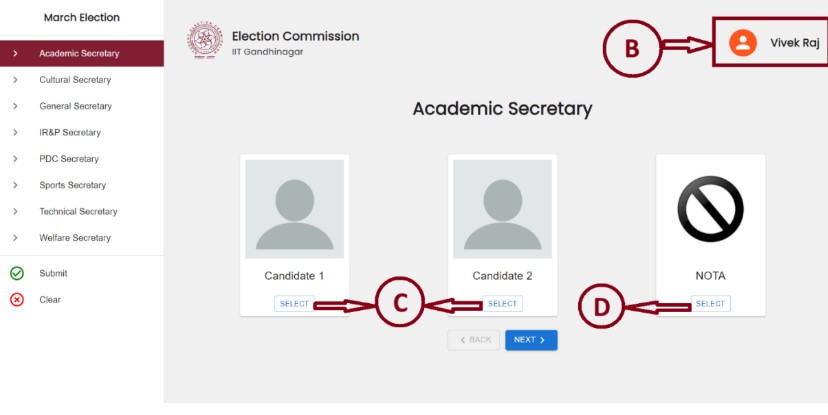 March Election
Academic Secretary
Cultural Secretary
General Secretary
IR&P Secretary
PDC Secretary
Sports Secretary
Technical Secretary
Welfare Secretary
Submit
Clear
Election Commission
IIT Gandhinagar
B
Vivek Raj
Academic Secretary
Candidate 1
Candidate 2
NOTA
SELECT
C
SELECT
D
SELECT
BACK
NEXT